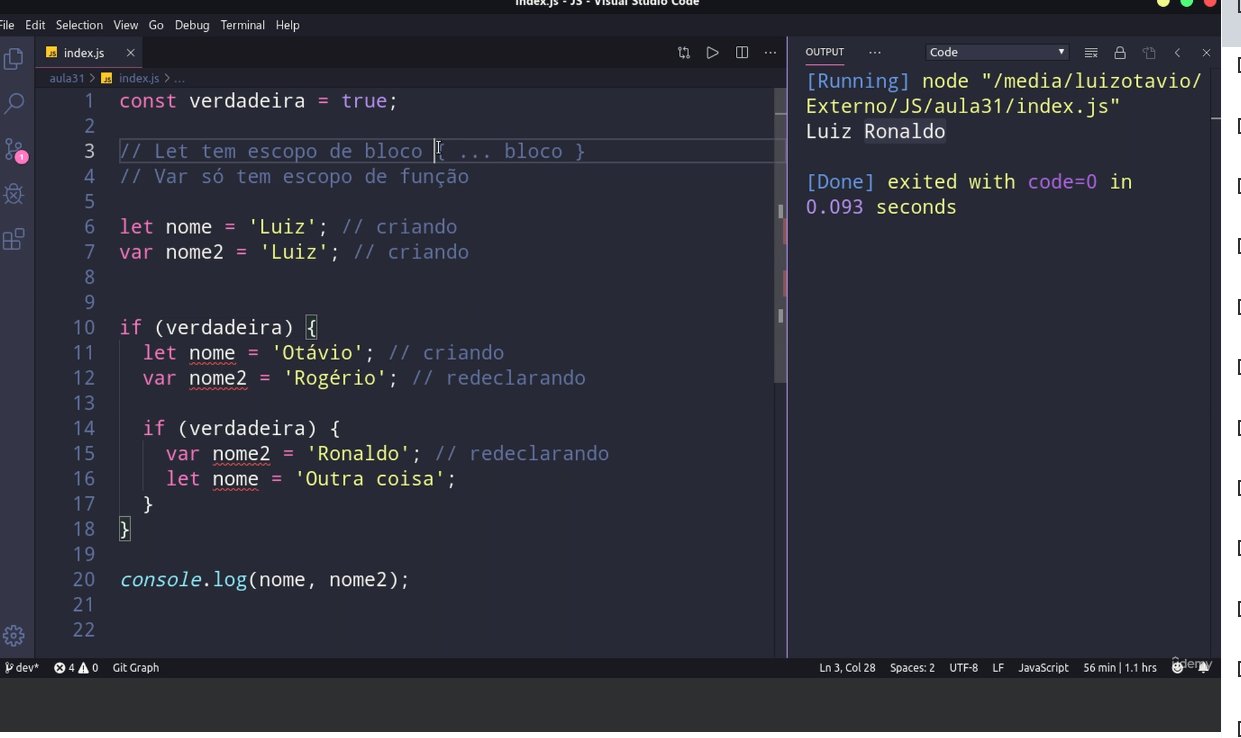 index.js - JS - Visual Studio Code
File Edit Selection View Go Debug Terminal Help
JS index.js
aula31 > JS index.js > ...
1 const verdadeira = true;
2
3 // Let tem escopo de bloco { ... bloco }
4 // Var só tem escopo de função
5
6 let nome = 'Luiz'; // criando
7 var nome2 = 'Luiz'; // criando
8
9
10 if (verdadeira) {
11 let nome = 'Otávio'; // criando
12 var nome2 = 'Rogério'; // redeclarando
13
14 if (verdadeira) {
15 var nome2 = 'Ronaldo'; // redeclarando
16 let nome = 'Outra coisa';
17 }
18 }
19
20 console.log(nome, nome2);
21
22
OUTPUT ... Code
[Running] node "/media/luizotavio/
Externo/JS/aula31/index.js"
Luiz Ronaldo
[Done] exited with code=0 in
0.093 seconds
1
dev* 4 0 Git Graph
Ln 3, Col 28 Spaces: 2 UTF-8 LF JavaScript 56 min | 1.1 hrs
ûdemy